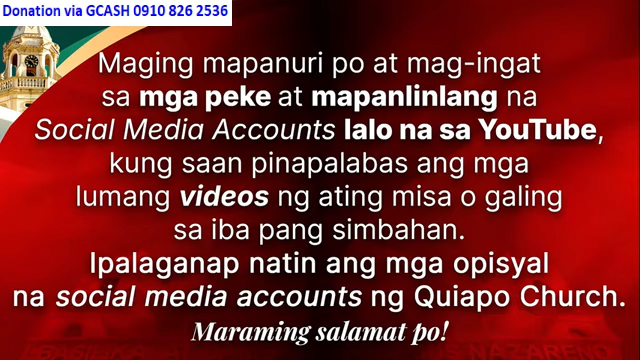 Donation via GCASH 0910 826 2536
Maging mapanuri po at mag-ingat
sa mga peke at mapanlinlang na
Social Media Accounts lalo na sa YouTube,
kung saan pinapalabas ang mga
lumang videos ng ating misa o galing
sa iba pang simbahan.
Ipalaganap natin ang mga opisyal
na social media accounts ng Quiapo Church.
Maraming salamat po!